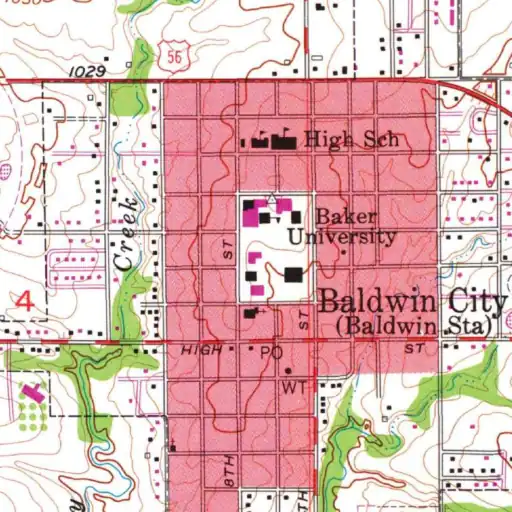 56
1029
High Sch
Creek
Baker
University
ST
4
Baldwin City
(Baldwin Sta)
ST
HIGH
PO
ST
WT
8TH